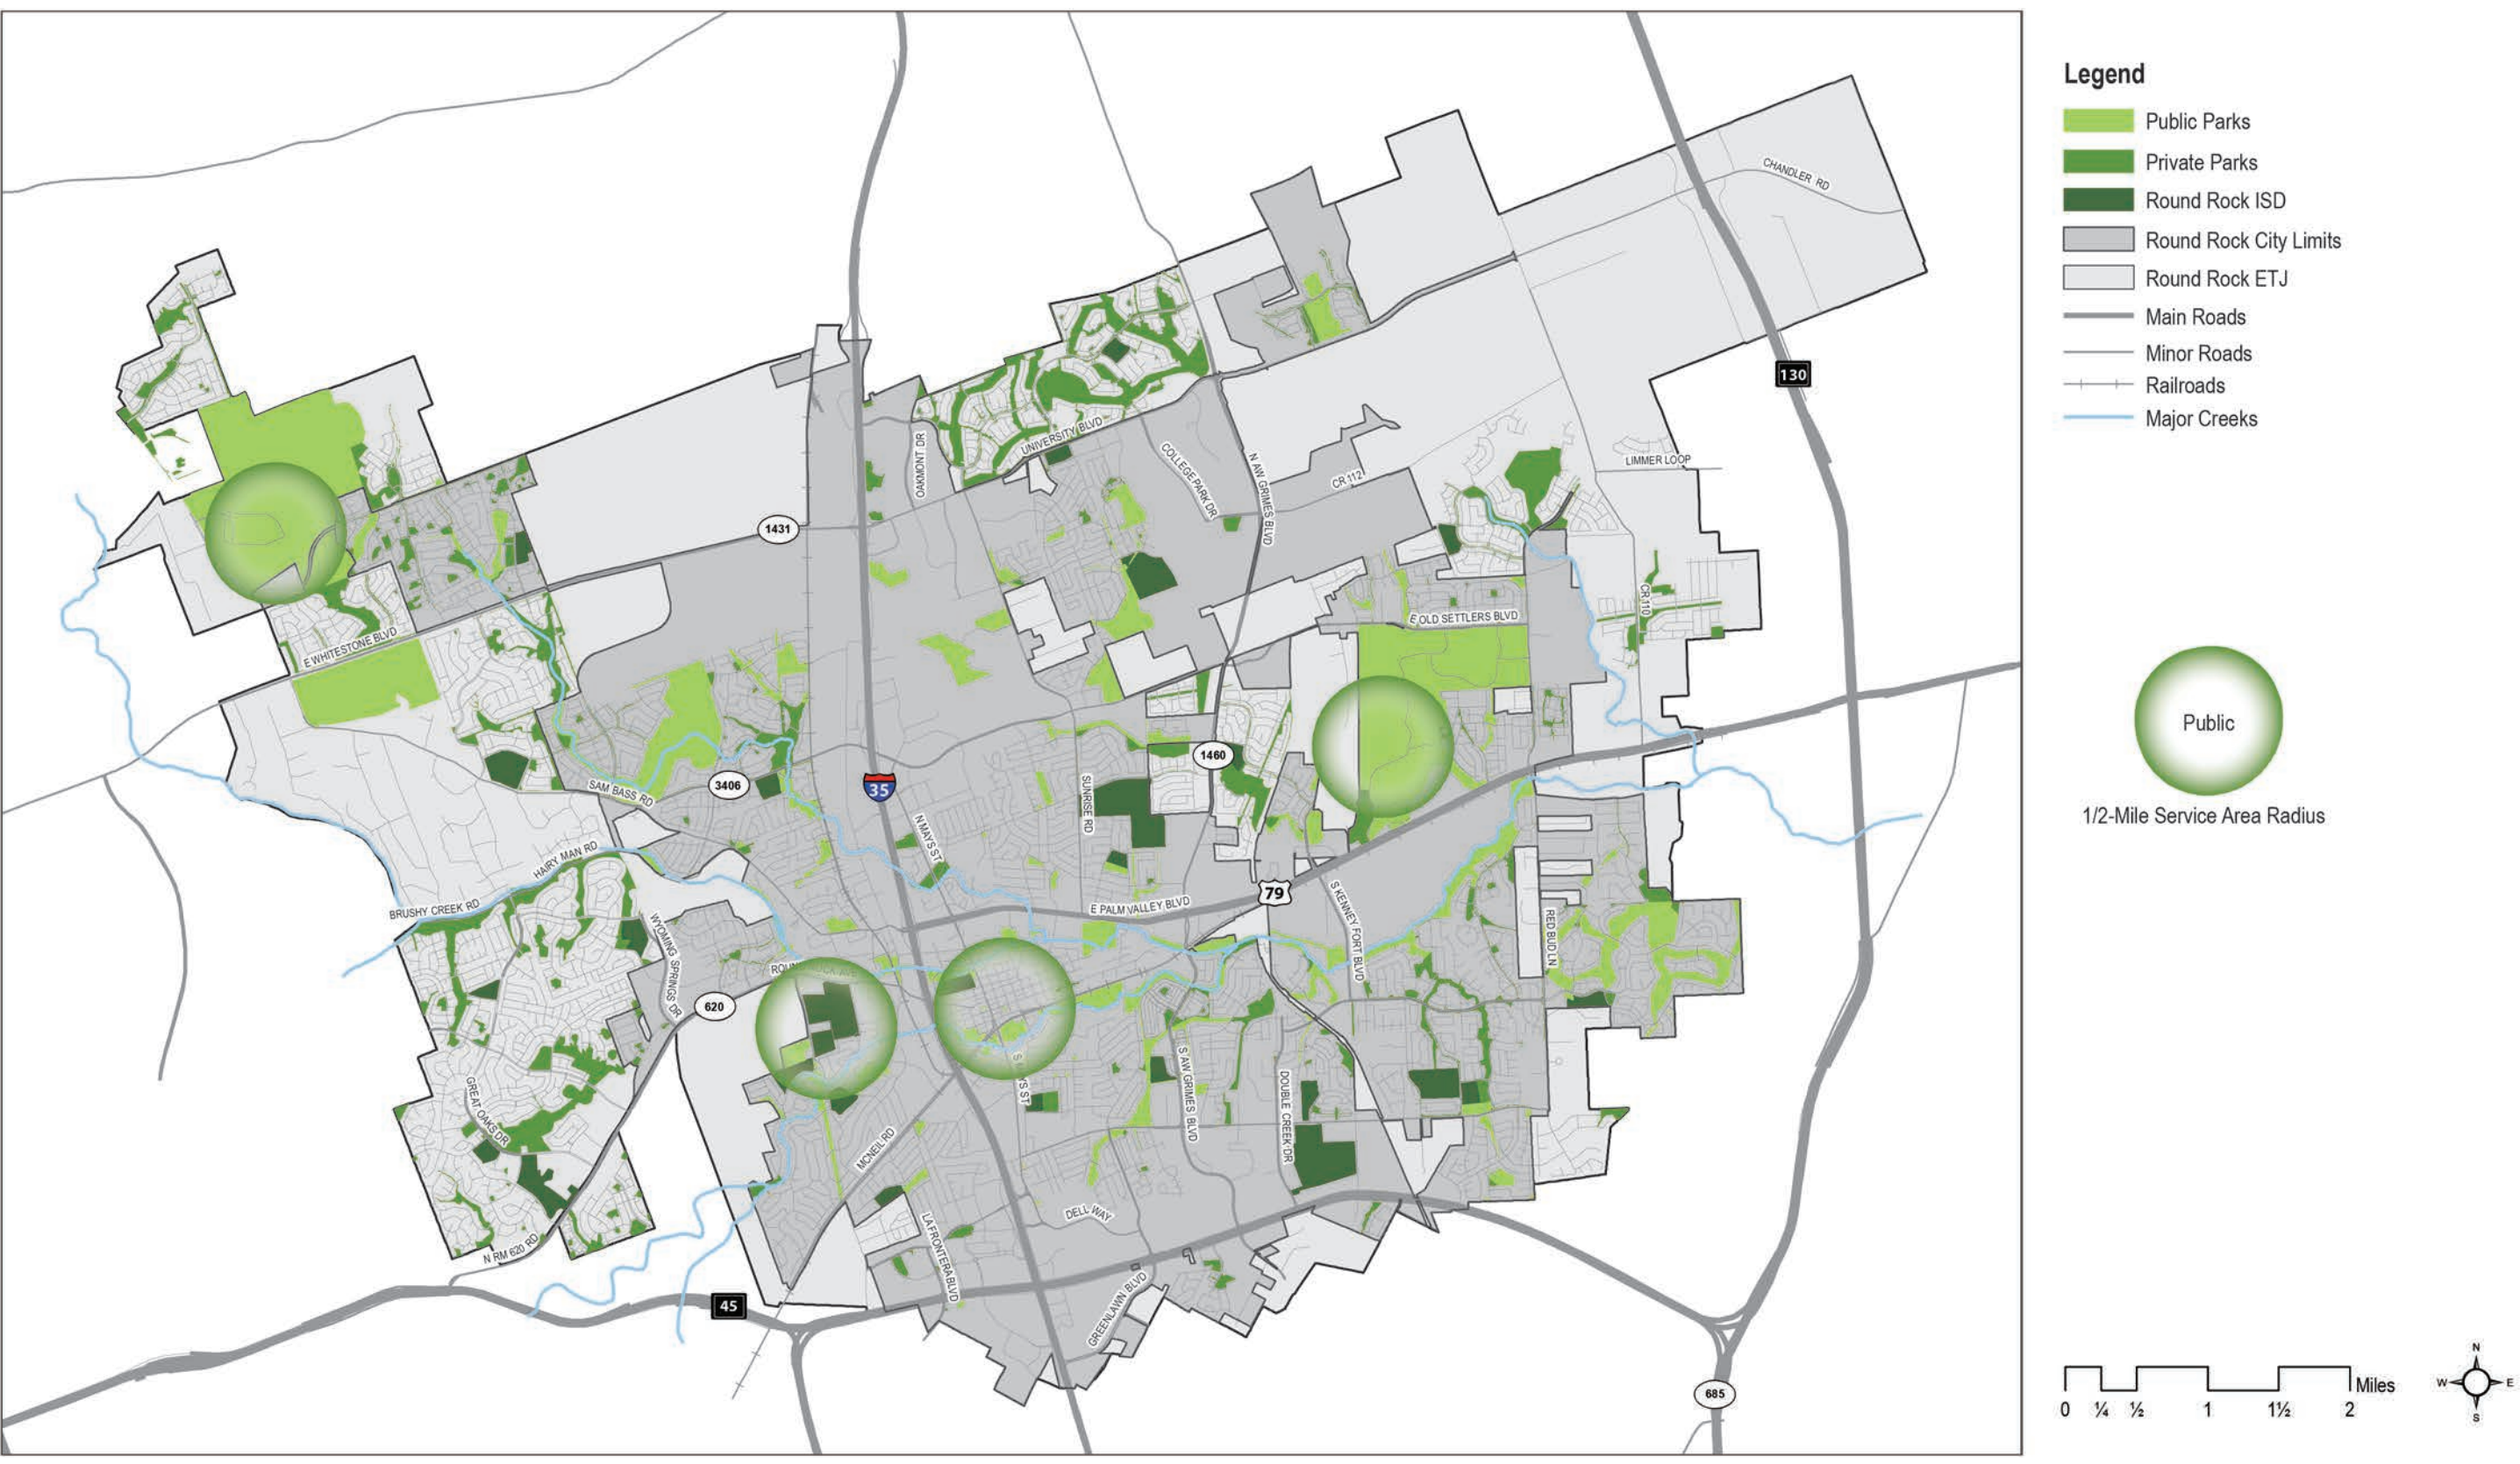 Legend
Public Parks
Private Parks
Round Rock ISD
Round Rock City Limits
Round Rock ETJ
Main Roads
Minor Roads
Railroads
Major Creeks
Public
1/2-Mile Service Area Radius
0 ¼ ½ 1 1½ 2 Miles
N
W E
S
CHANDLER RD
130
UNIVERSITY BLVD
OAKMONT DR
COLLEGE PARK DR
N AW GRIMES BLVD
CR 112
LIMMER LOOP
1431
E WHITESTONE BLVD
E OLD SETTLERS BLVD
CR 110
SAM BASS RD
3406
35
1460
SUNRISE RD
N MAYS ST
HAIRY MAN RD
BRUSHY CREEK RD
79
E PALM VALLEY BLVD
S KENNEY FORT BLVD
RED BUD LN
WYOMING SPRINGS DR
620
GREAT OAKS DR
S AW GRIMES BLVD
DOUBLE CREEK DR
MCNEIL RD
LA FRONTERA BLVD
DELL WAY
N RM 620 RD
45
GREENLAWN BLVD
685